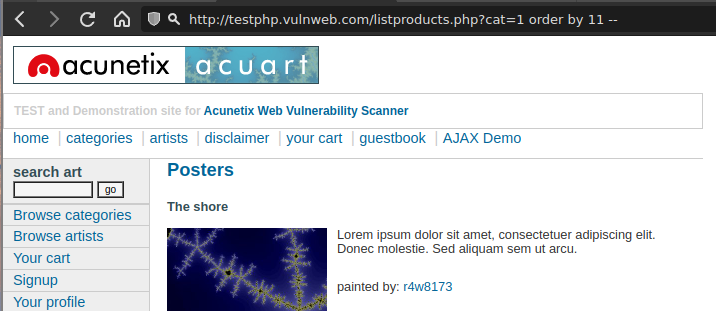 http://testphp.vulnweb.com/listproducts.php?cat=1 order by 11 --
acunetix acuart
TEST and Demonstration site for Acunetix Web Vulnerability Scanner
home | categories | artists | disclaimer | your cart | guestbook | AJAX Demo
search art
go
Browse categories
Browse artists
Your cart
Signup
Your profile
Posters
The shore
Lorem ipsum dolor sit amet, consectetuer adipiscing elit.
Donec molestie. Sed aliquam sem ut arcu.
painted by: r4w8173